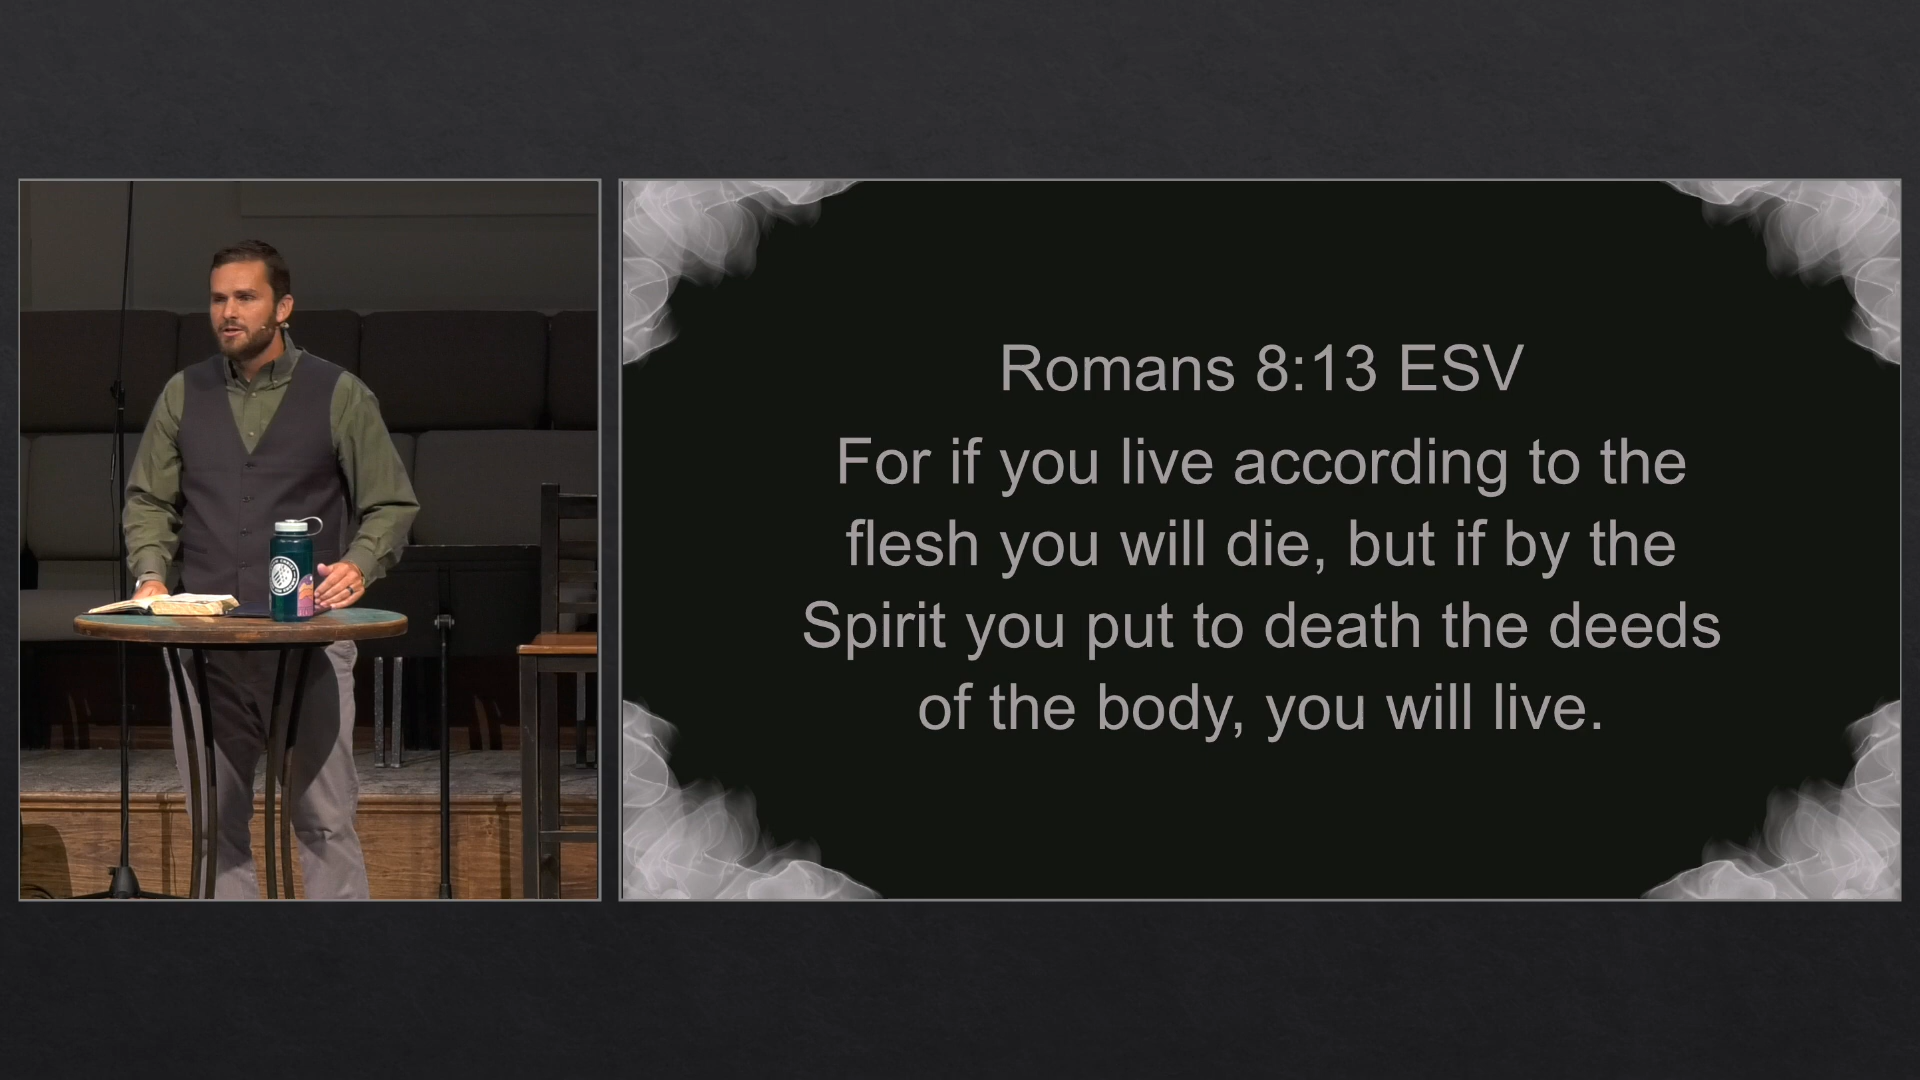 Romans 8:13 ESV
For if you live according to the
flesh you will die, but if by the
Spirit you put to death the deeds
of the body, you will live.